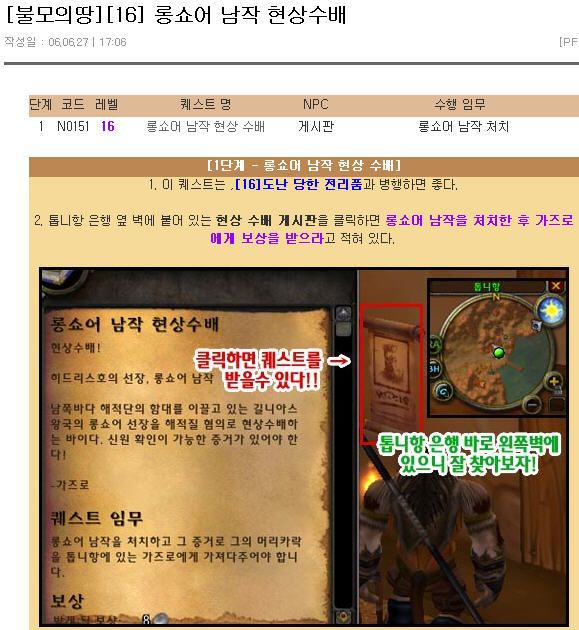 [불모의땅][16] 롱쇼어 남작 현상수배
작성일 : 06,06,27 | 17:06 [PF
단계 코드 레벨 퀘스트 명 NPC 수행 임무
1 N0151 16 롱쇼어 남작 현상 수배 게시판 롱쇼어 남작 처치
[1단계 - 롱쇼어 남작 현상 수배]
1. 이 퀘스트는 .[16]도난 당한 전리품과 병행하면 좋다.
2. 톱니항 은행 옆 벽에 붙어 있는 현상 수배 게시판을 클릭하면 롱쇼어 남작을 처치한 후 가즈로
에게 보상을 받으라고 적혀 있다.
톱니항
N
롱쇼어 남작 현상수배
현상수배!
히드리스호의 선장, 롱쇼어 남작
클릭하면 퀘스트를 →
받을수 있다!!
남쪽바다 해적단의 함대를 이끌고 있는 길니아스
왕국의 롱쇼어 선장을 해적질 혐의로 현상수배하
는 바이다. 신원 확인이 가능한 증거가 있어야 한
다!
-가즈로
톱니항 은행 바로 왼쪽벽에
있으니 잘 찾아보자!
퀘스트 임무
롱쇼어 남작을 처치하고 그 증거로 그의 머리카락
을 톱니항에 있는 가즈로에게 가져다주어야 합니
다.
보상
8